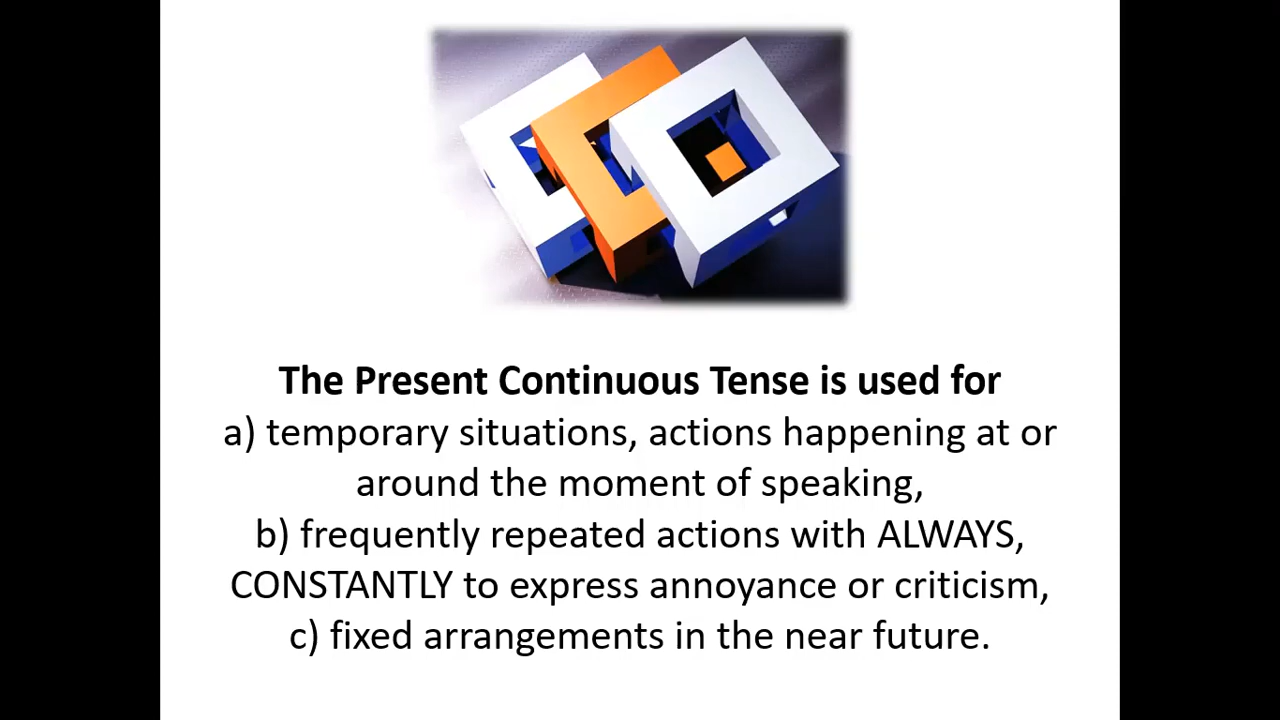 The Present Continuous Tense is used for
a) temporary situations, actions happening at or
around the moment of speaking,
b) frequently repeated actions with ALWAYS,
CONSTANTLY to express annoyance or criticism,
c) fixed arrangements in the near future.